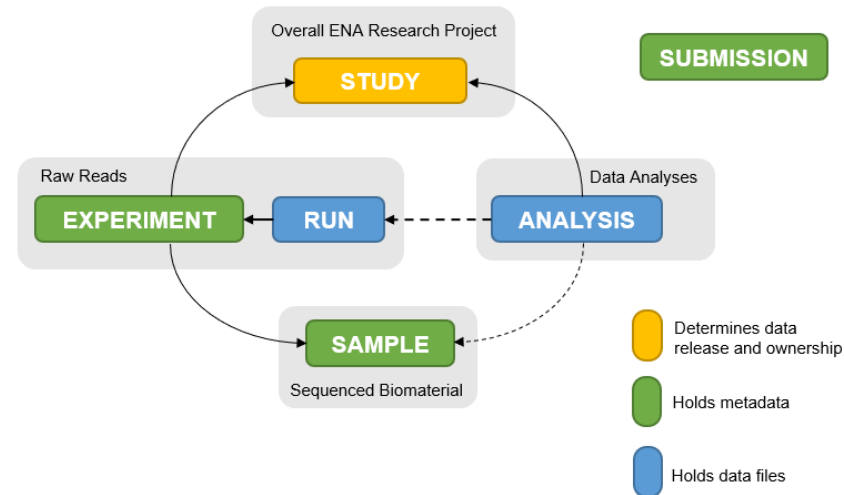 Overall ENA Research Project
STUDY
SUBMISSION
Raw Reads
EXPERIMENT
RUN
Data Analyses
ANALYSIS
SAMPLE
Sequenced Biomaterial
Determines data
release and ownership
Holds metadata
Holds data files